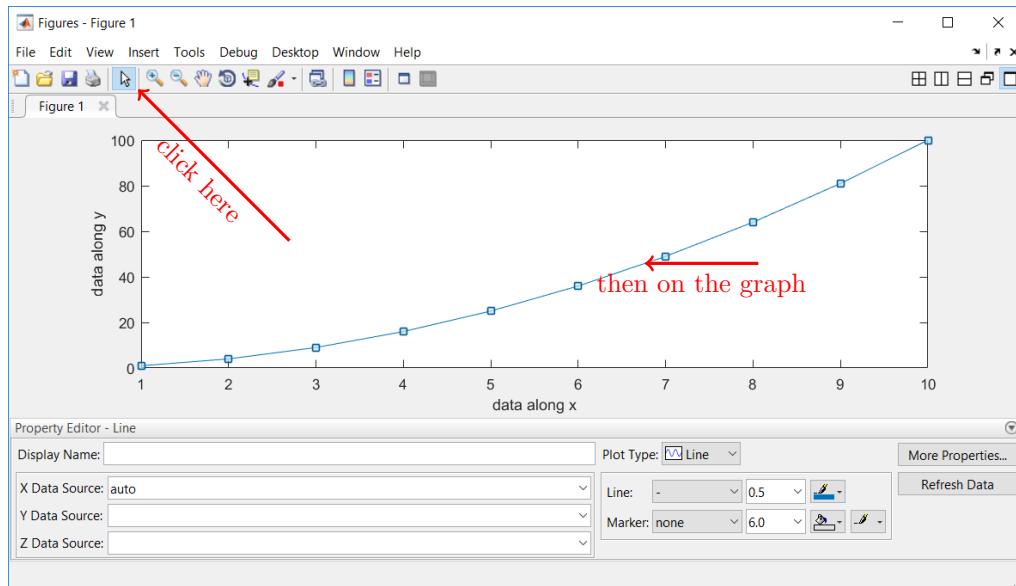 Figures - Figure 1
File Edit View Insert Tools Debug Desktop Window Help
Figure 1
click here
100
80
60
40
20
0
data along y
then on the graph
1 2 3 4 5 6 7 8 9 10
data along x
Property Editor - Line
Display Name:
Plot Type: Line
More Properties...
X Data Source: auto
Line: - 0.5
Refresh Data
Y Data Source:
Marker: none 6.0
Z Data Source: